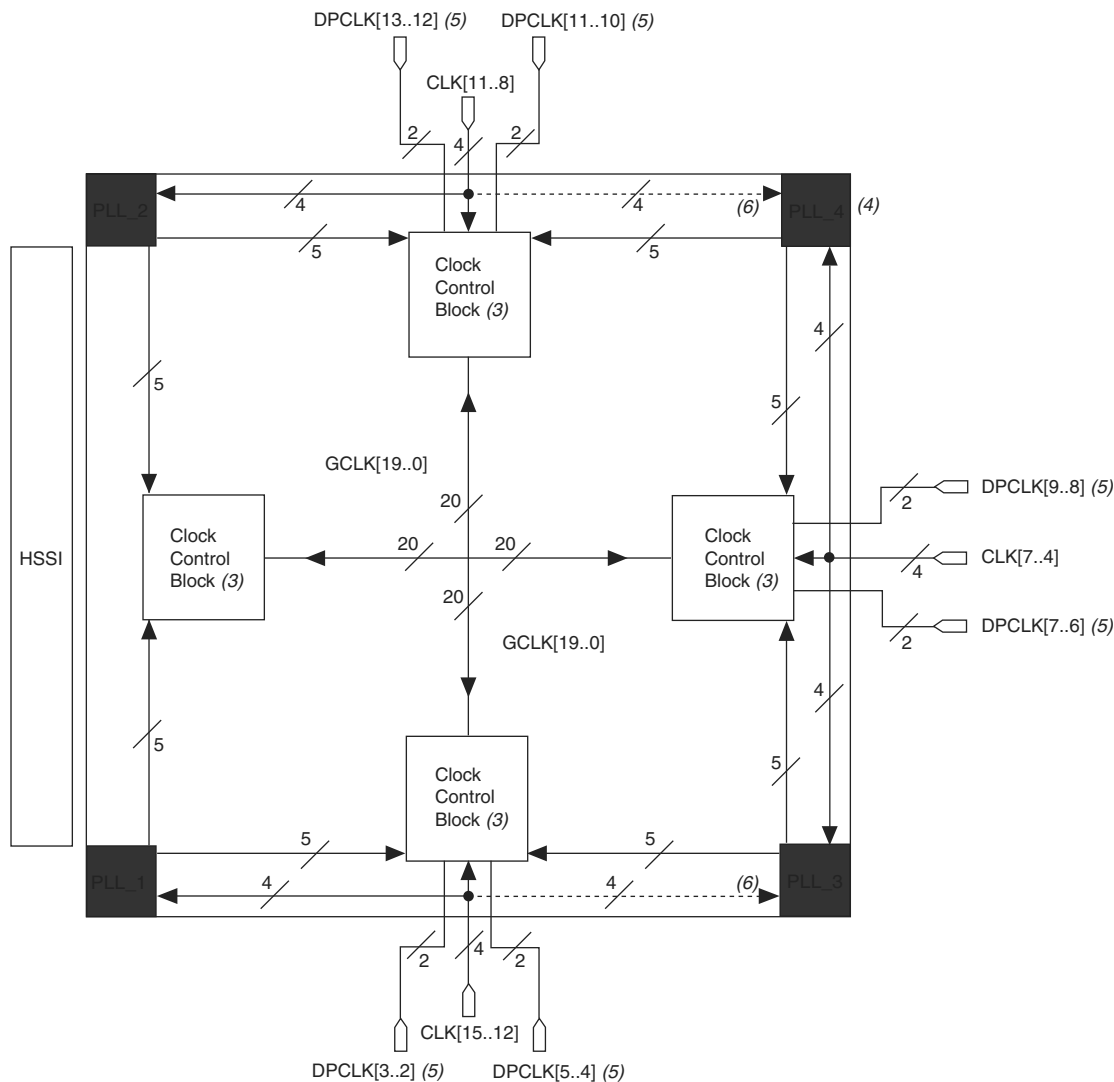 DPCLK[13..12] (5)
DPCLK[11..10] (5)
CLK[11..8]
2
4
2
PLL_2
4
4
(6)
PLL_4
(4)
5
5
Clock
Control
Block (3)
4
5
5
GCLK[19..0]
20
DPCLK[9..8] (5)
2
HSSI
Clock
Control
Block (3)
20
20
Clock
Control
Block (3)
4
CLK[7..4]
20
DPCLK[7..6] (5)
2
GCLK[19..0]
4
5
5
Clock
Control
Block (3)
5
5
PLL_1
4
4
(6)
PLL_3
2
4
2
CLK[15..12]
DPCLK[3..2] (5)
DPCLK[5..4] (5)